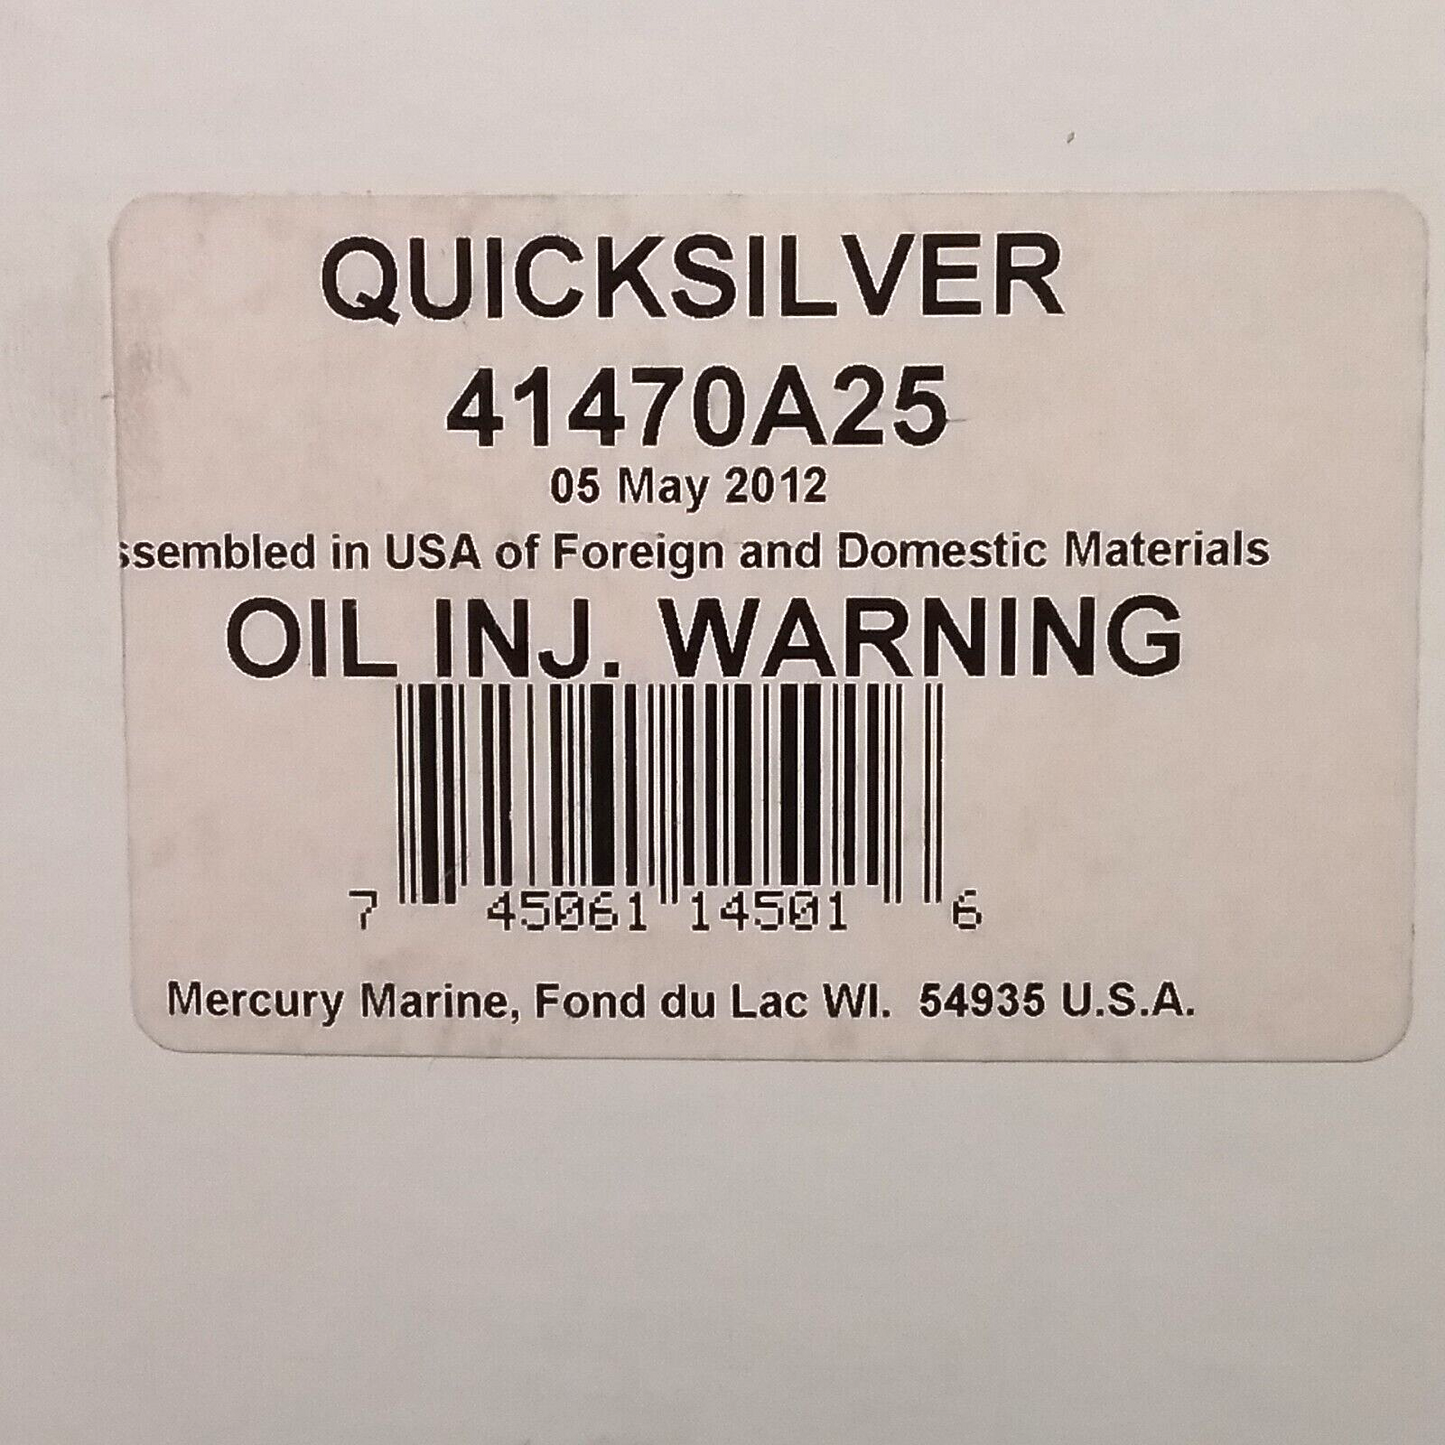 QUICKSILVER
41470A25
05 May 2012
ssembled in USA of Foreign and Domestic Materials
OIL INJ. WARNING
7 45061 14501 6
Mercury Marine, Fond du Lac WI. 54935 U.S.A.